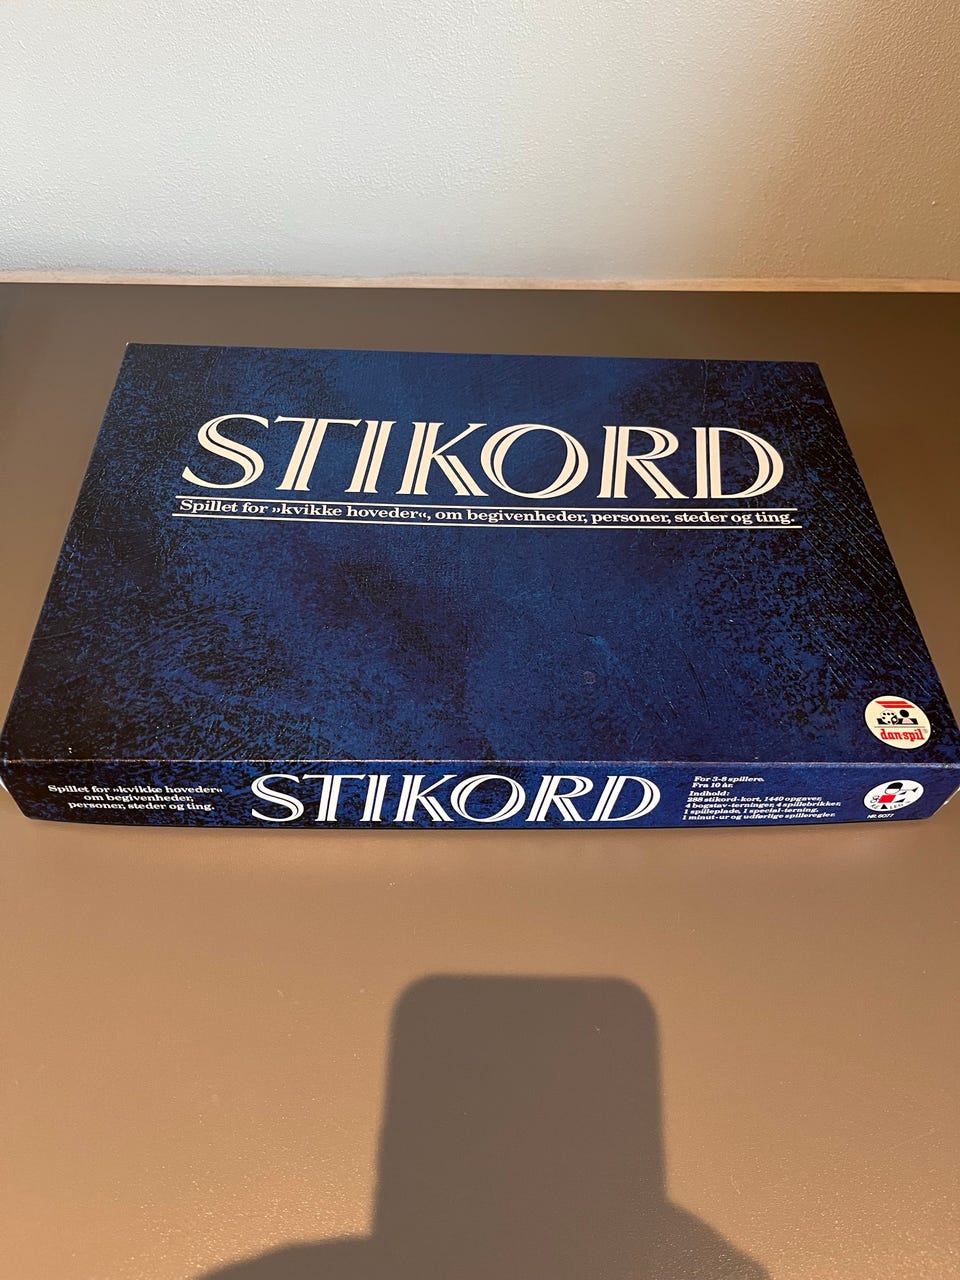 STIKORD
Spillet for »kvikke hoveder«, om begivenheder, personer, steder og ting.
dan-spil®
Spillet for »kvikke hoveder«
om begivenheder,
personer, steder og ting.
STIKORD
For 3-8 spillere.
Fra 10 år.
Indhold:
288 stikord-kort, 1440 opgaver,
4 bogstav-terninger, 4 spillebrikker,
1 spilleplade, 1 special-terning,
1 minut-ur og udførlige spilleregler.
NR. 6077